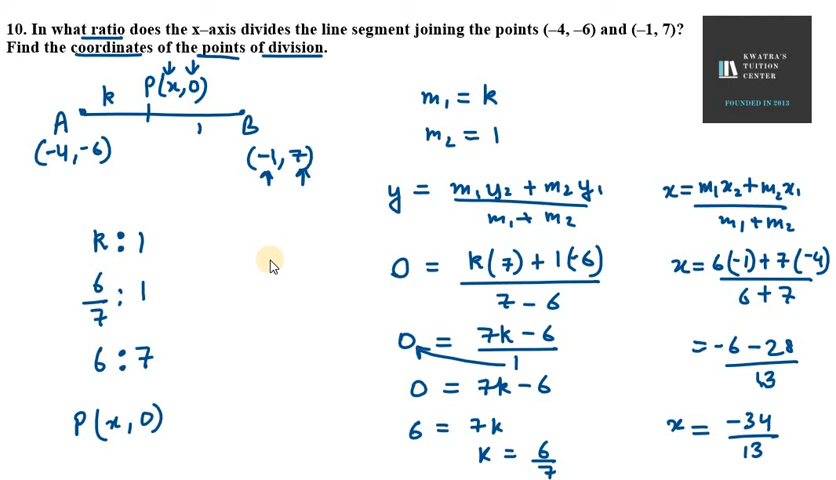 10. In what ratio does the x–axis divides the line segment joining the points (–4, –6) and (–1, 7)?
Find the coordinates of the points of division.
KWATRA'S
TUITION
CENTER
FOUNDED IN 2013
k
P(x, 0)
A
1
B
(-4, -6)
(-1, 7)
k : 1
6/7 : 1
6 : 7
P(x, 0)
m₁ = k
m₂ = 1
y = m₁y₂ + m₂y₁ / m₁ + m₂
0 = k(7) + 1(-6) / 7 - 6
0 = 7k - 6 / 1
0 = 7k - 6
6 = 7k
k = 6/7
x = m₁x₂ + m₂x₁ / m₁ + m₂
x = 6(-1) + 7(-4) / 6 + 7
= -6 - 28 / 13
x = -34 / 13